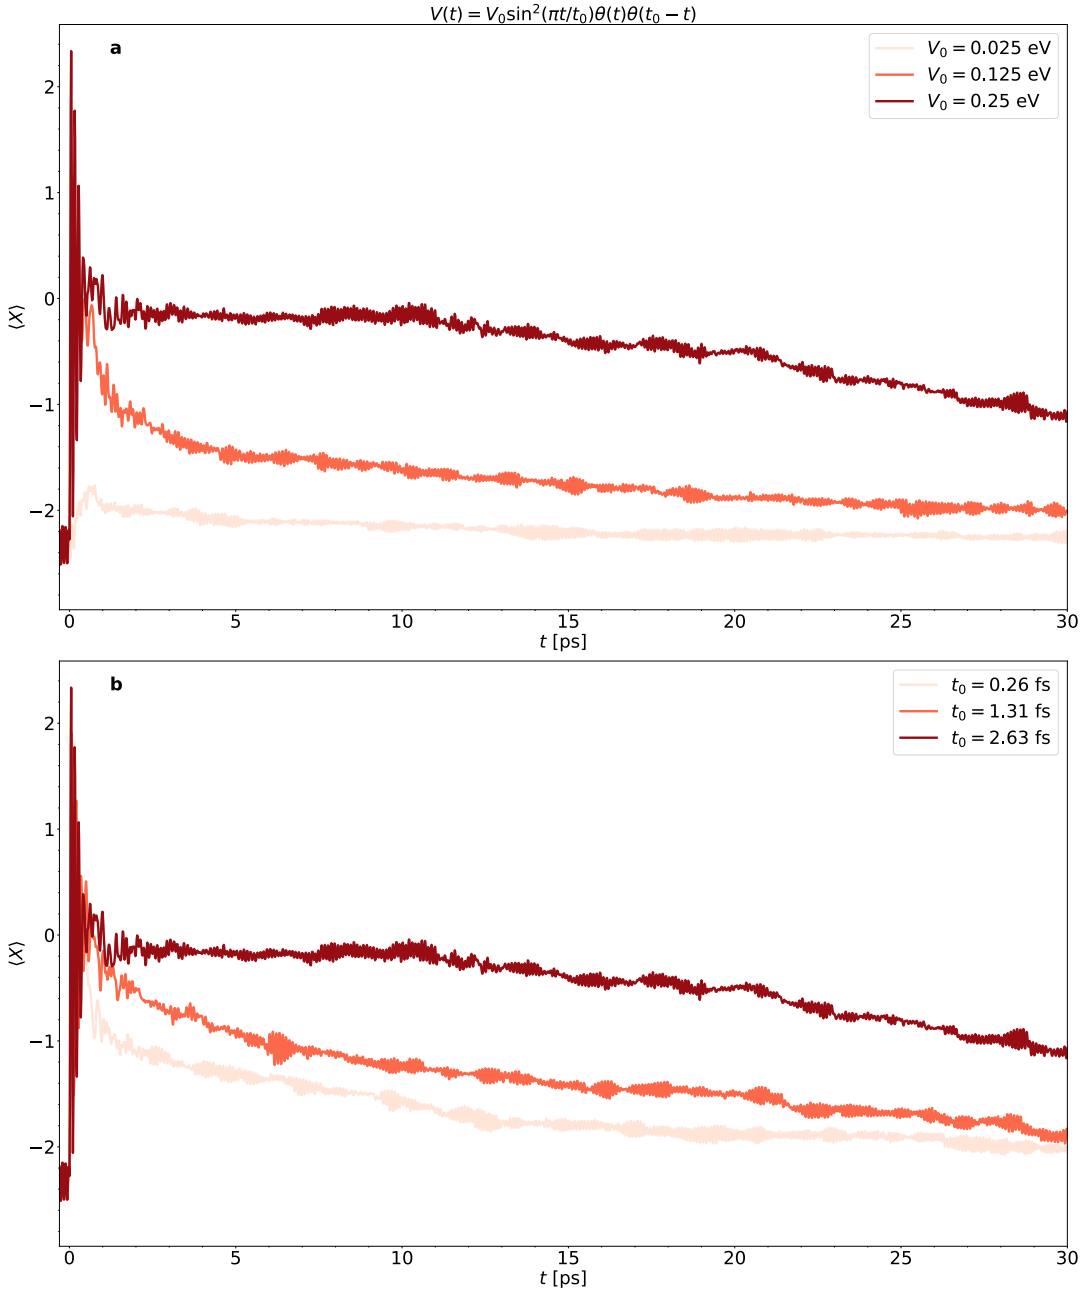 V(t) = V₀sin²(πt/t₀)θ(t)θ(t₀ − t)
a
V₀ = 0.025 eV
V₀ = 0.125 eV
V₀ = 0.25 eV
2
1
0
−1
−2
⟨X⟩
0 5 10 15 20 25 30
t [ps]
b
t₀ = 0.26 fs
t₀ = 1.31 fs
t₀ = 2.63 fs
2
1
0
−1
−2
⟨X⟩
0 5 10 15 20 25 30
t [ps]